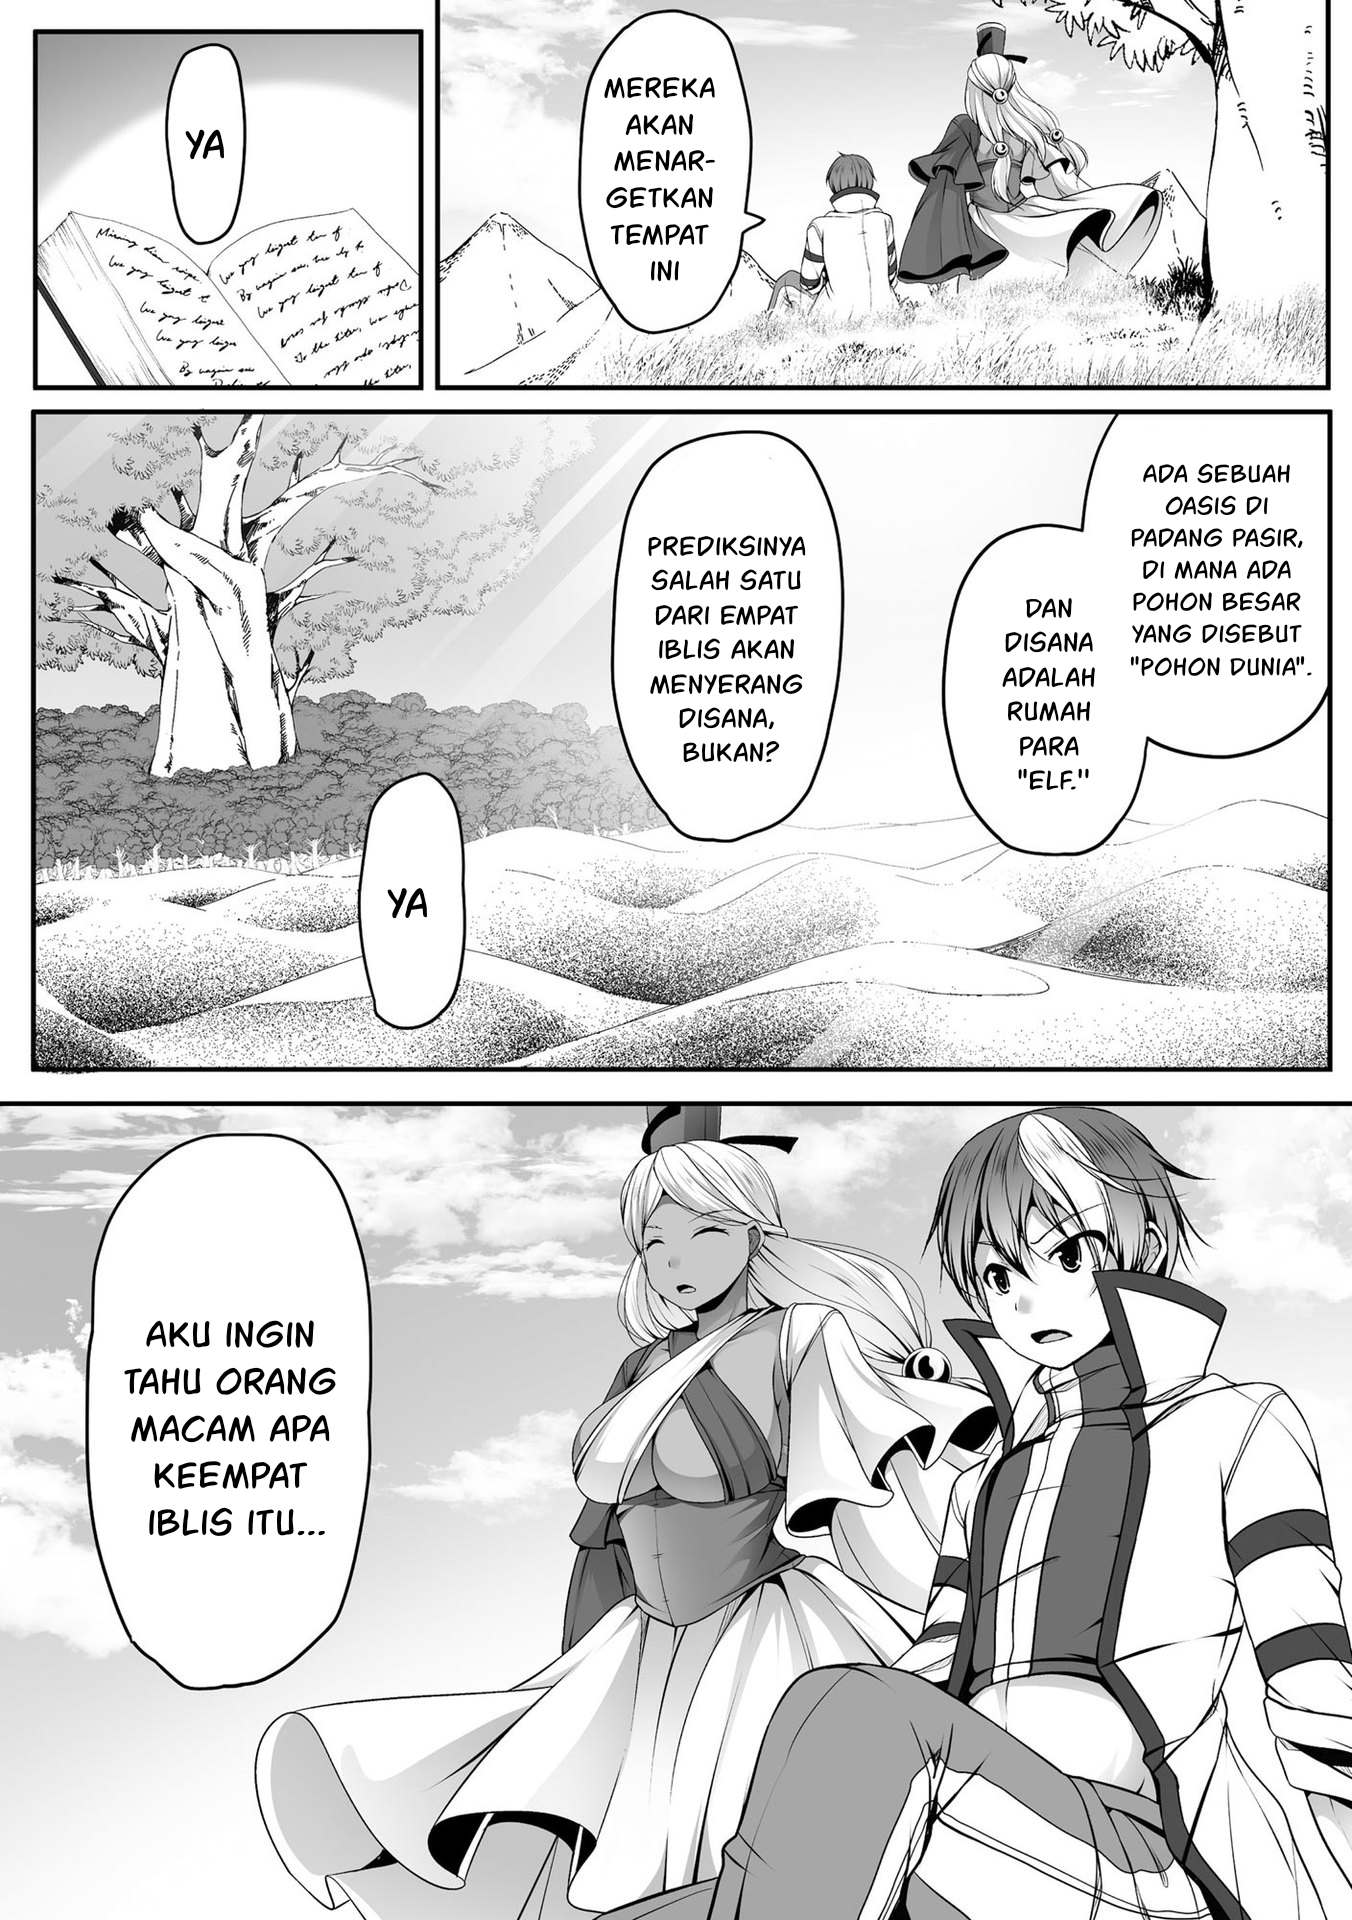 MEREKA
AKAN
MENAR-
GETKAN
TEMPAT
INI
YA
ADA SEBUAH
OASIS DI
PADANG PASIR,
DI MANA ADA
POHON BESAR
YANG DISEBUT
"POHON DUNIA".
DAN
DISANA
ADALAH
RUMAH
PARA
"ELF."
PREDIKSINYA
SALAH SATU
DARI EMPAT
IBLIS AKAN
MENYERANG
DISANA,
BUKAN?
YA
AKU INGIN
TAHU ORANG
MACAM APA
KEEMPAT
IBLIS ITU...